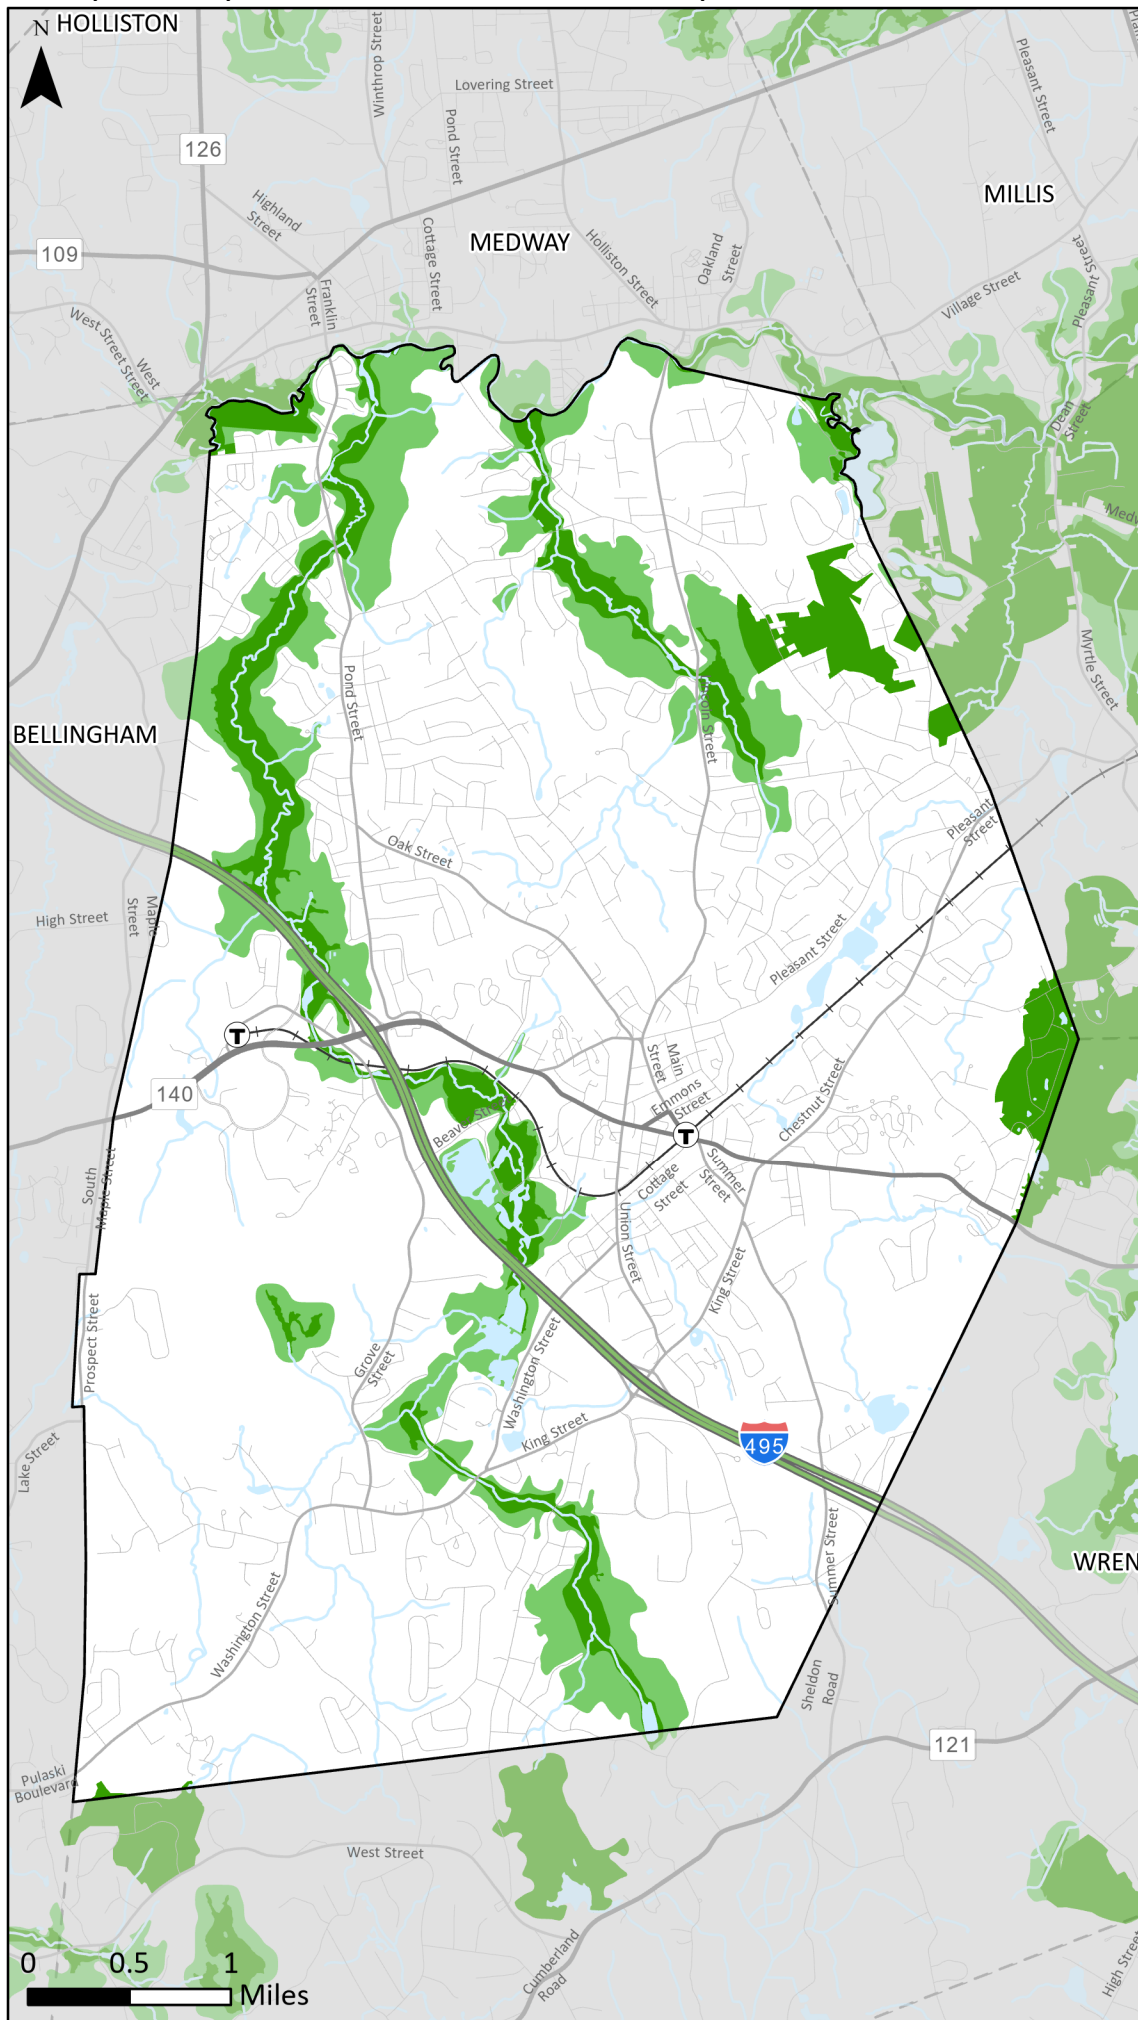 N
HOLLISTON
Winthrop Street
Lovering Street
Pond Street
Pleasant Street
126
Highland
Street
MILLIS
MEDWAY
Cottage Street
Holliston Street
Oakland
Street
109
Franklin
Street
Village Street
Pleasant Street
West Street
West
Street
Dean
Street
Medw
Myrtle Street
Pond Street
Lincoln Street
BELLINGHAM
Oak Street
Pleasant
Street
High Street
Maple
Street
Pleasant Street
Main
Street
Emmons
Street
T
140
Beaver Street
T
Chestnut Street
Summer
Street
Cottage
Street
South
Maple Street
Union Street
King Street
Prospect Street
Grove
Street
Washington Street
King Street
495
Lake Street
Summer Street
WREN
Washington Street
Sheldon
Road
121
Pulaski
Boulevard
West Street
Cumberland
Road
High Street
0 0.5 1
Miles